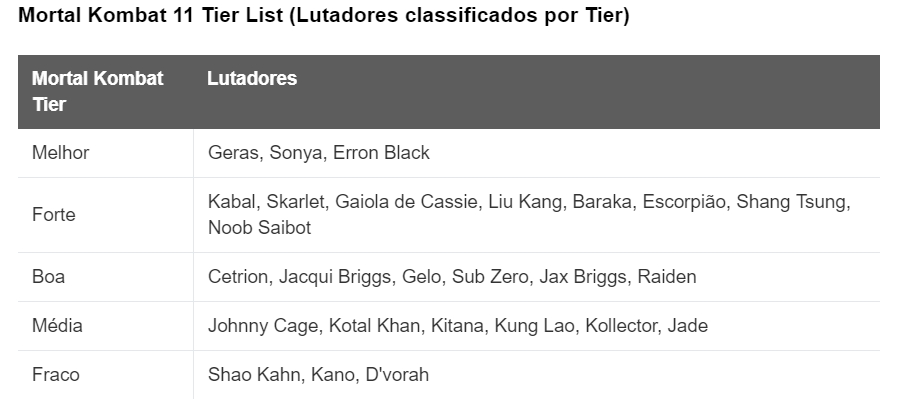 Mortal Kombat 11 Tier List (Lutadores classificados por Tier)
Mortal Kombat Lutadores
Tier
Melhor Geras, Sonya, Erron Black
Forte Kabal, Skarlet, Gaiola de Cassie, Liu Kang, Baraka, Escorpião, Shang Tsung,
Noob Saibot
Boa Cetrion, Jacqui Briggs, Gelo, Sub Zero, Jax Briggs, Raiden
Média Johnny Cage, Kotal Khan, Kitana, Kung Lao, Kollector, Jade
Fraco Shao Kahn, Kano, D'vorah